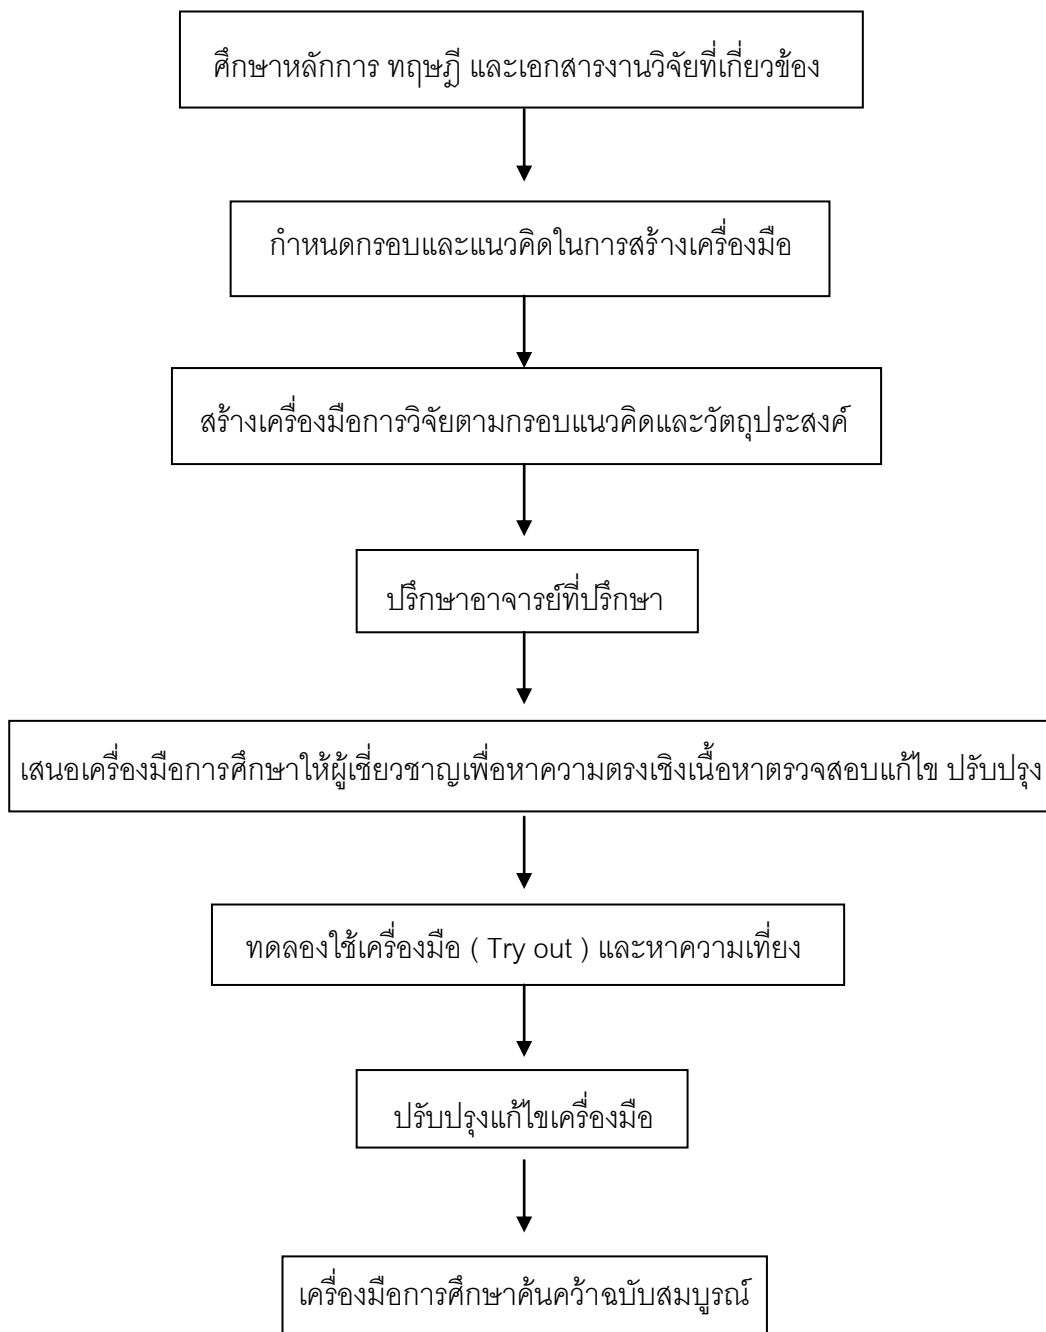 ศึกษาหลักการ ทฤษฎี และเอกสารงานวิจัยที่เกี่ยวข้อง
กำหนดกรอบและแนวคิดในการสร้างเครื่องมือ
สร้างเครื่องมือการวิจัยตามกรอบแนวคิดและวัตถุประสงค์
ปรึกษาอาจารย์ที่ปรึกษา
เสนอเครื่องมือการศึกษาให้ผู้เชี่ยวชาญเพื่อหาความตรงเชิงเนื้อหาตรวจสอบแก้ไข ปรับปรุง
ทดลองใช้เครื่องมือ ( Try out ) และหาความเที่ยง
ปรับปรุงแก้ไขเครื่องมือ
เครื่องมือการศึกษาค้นคว้าฉบับสมบูรณ์